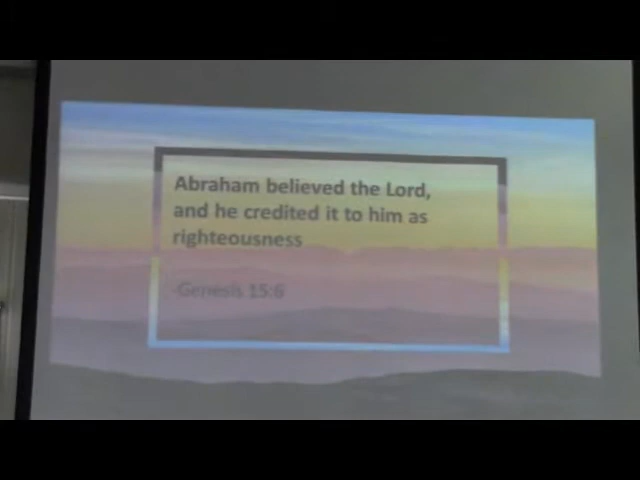 Abraham believed the Lord,
and he credited it to him as
righteousness
-Genesis 15:6